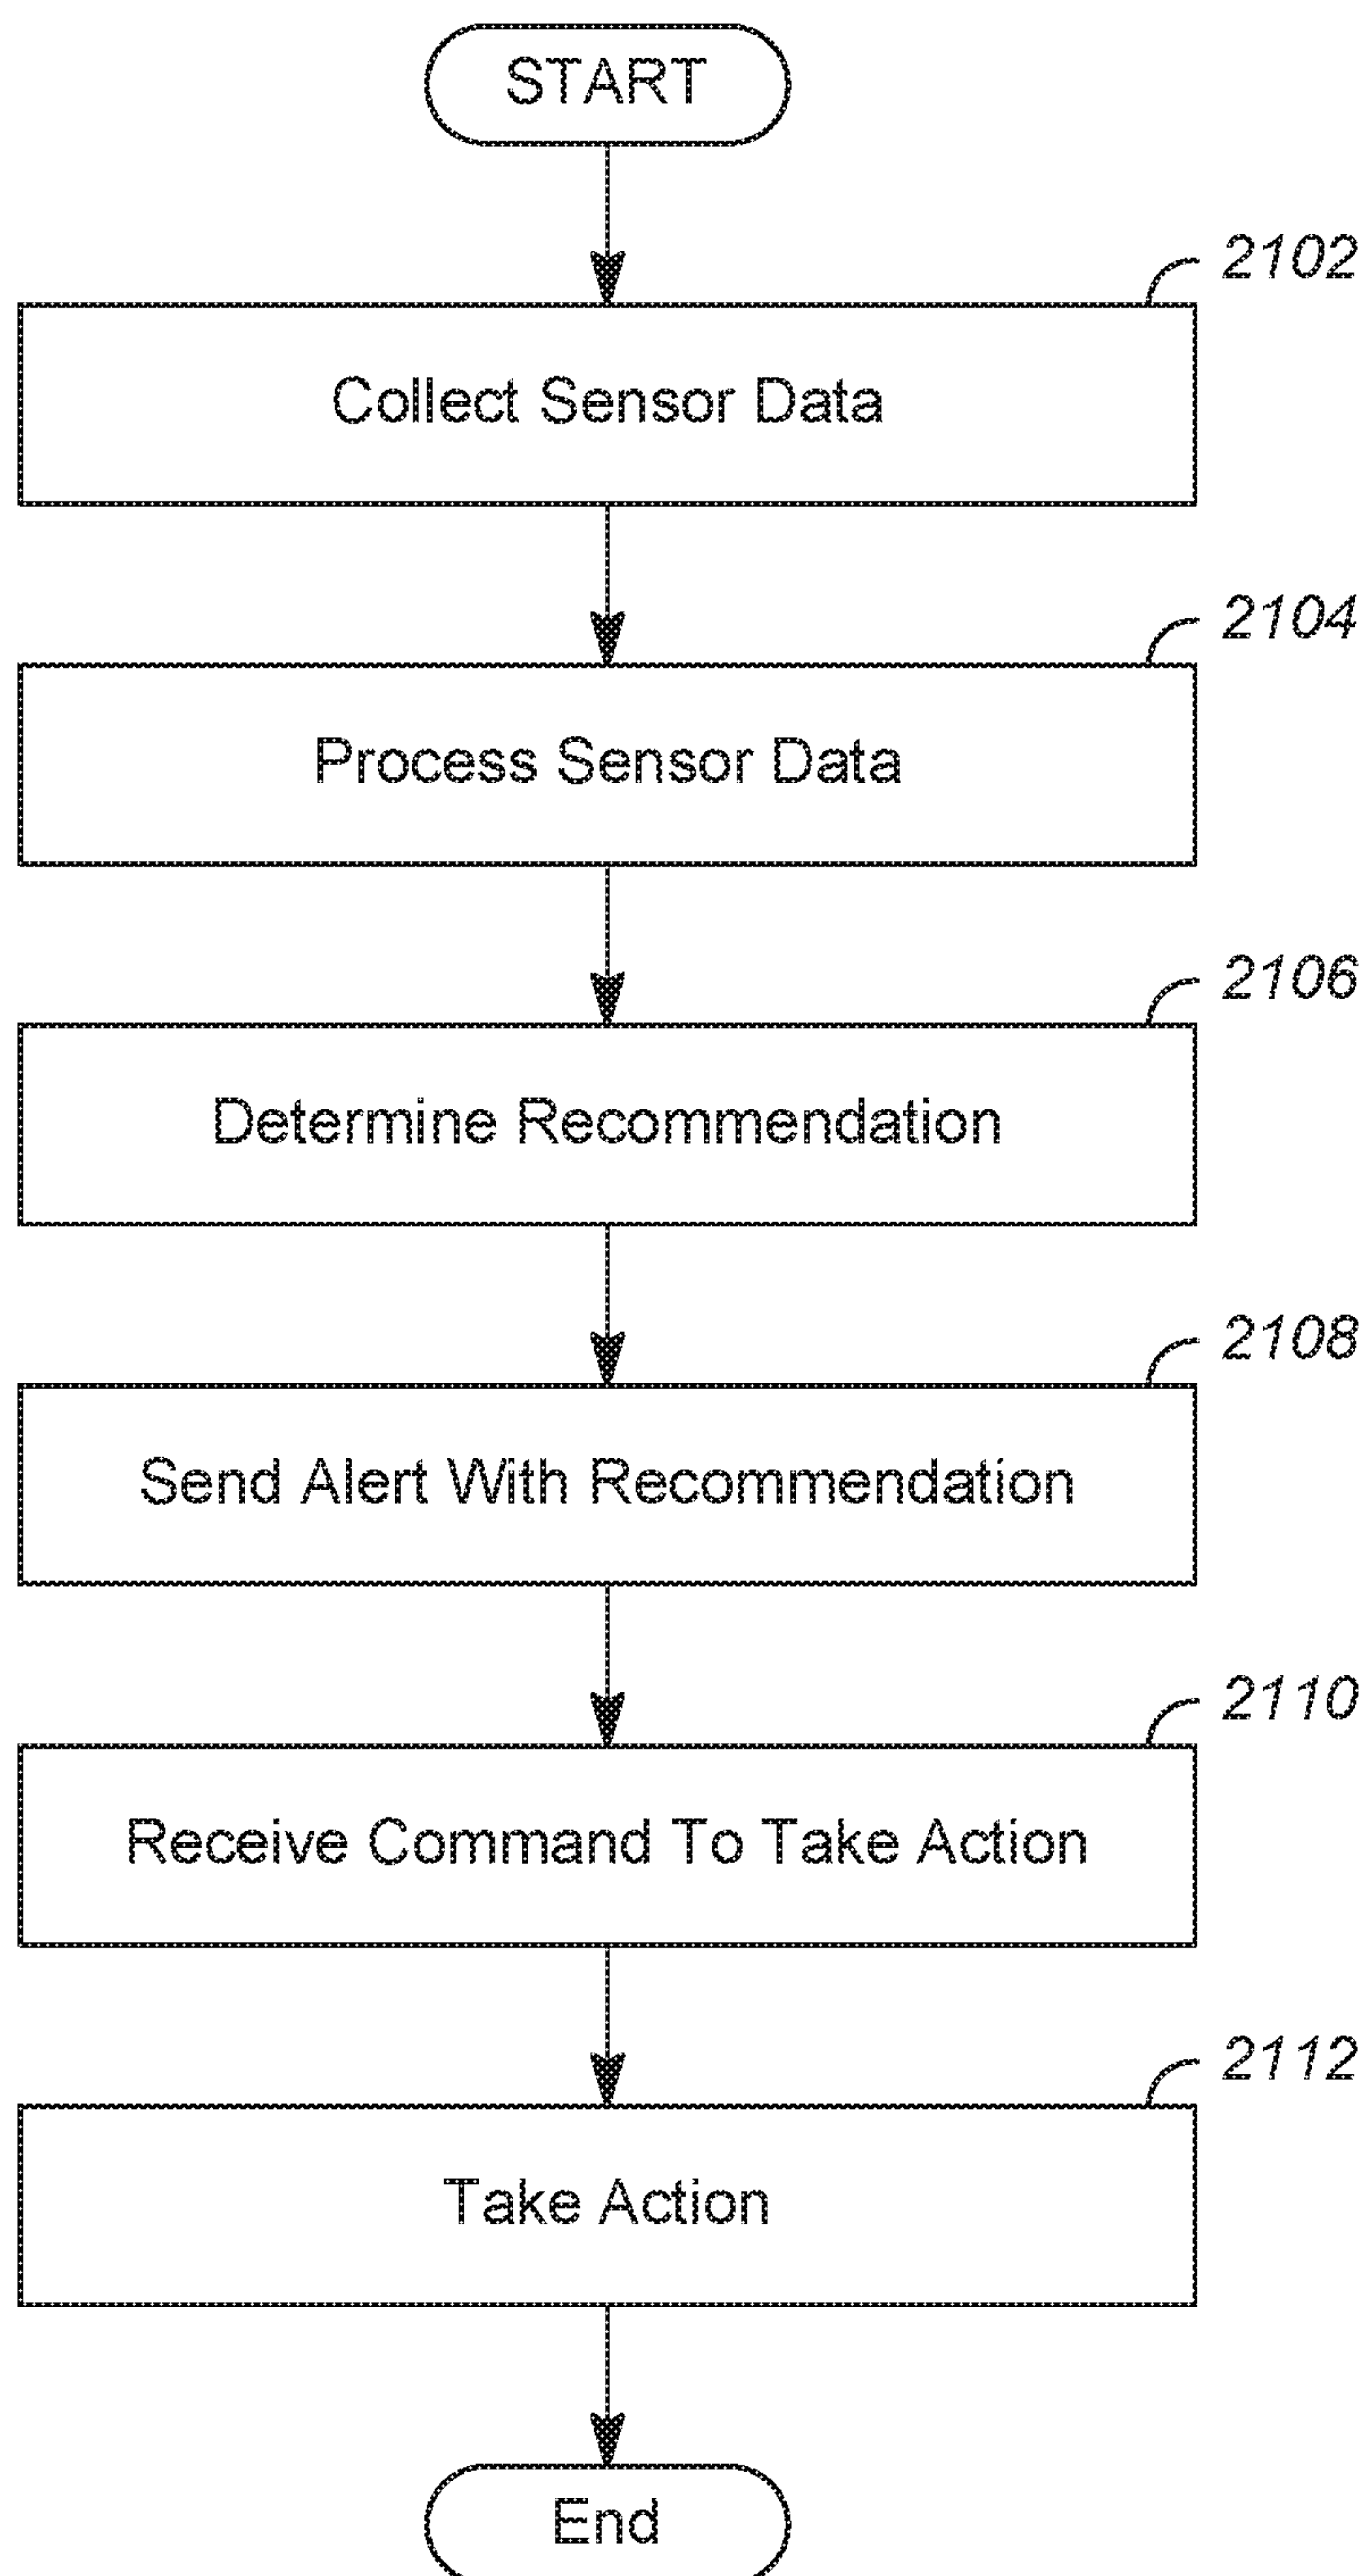 START
2102
Collect Sensor Data
2104
Process Sensor Data
2106
Determine Recommendation
2108
Send Alert With Recommendation
2110
Receive Command To Take Action
2112
Take Action
End